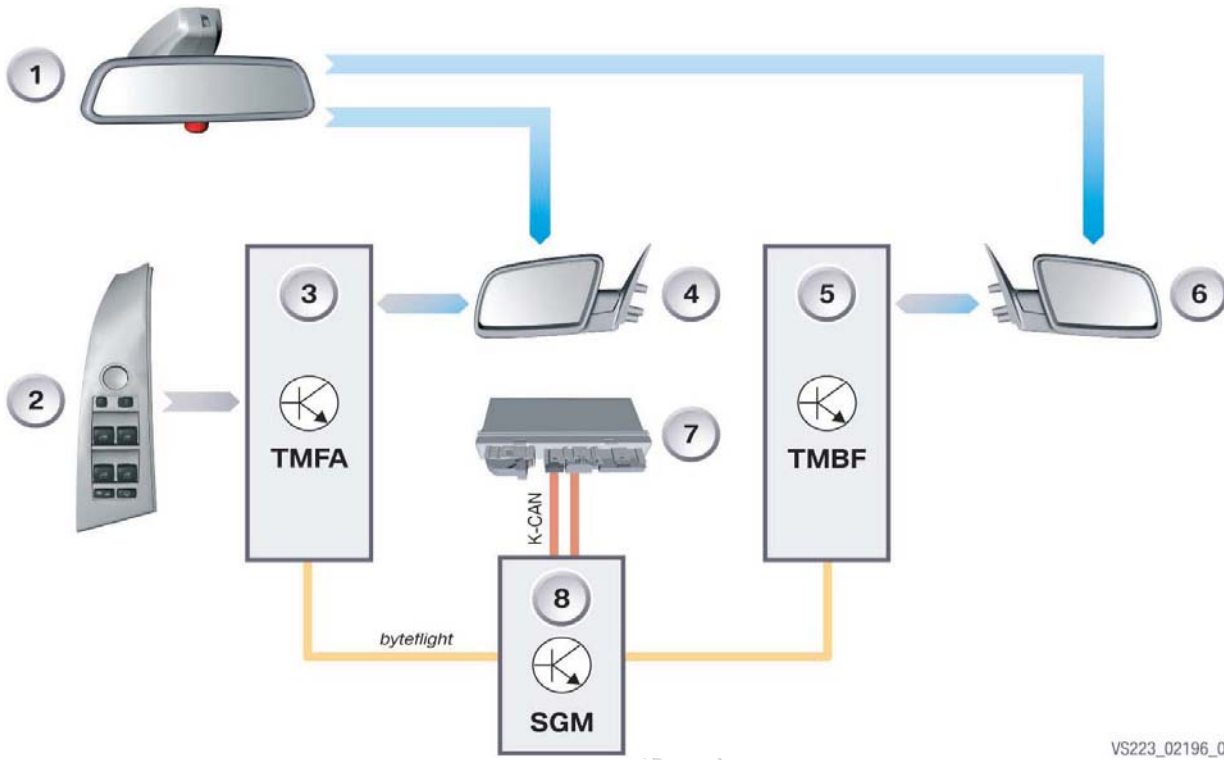 1
2
3
4
5
6
TMFA
TMBF
7
K-CAN
8
byteflight
SGM
VS223_02196_0